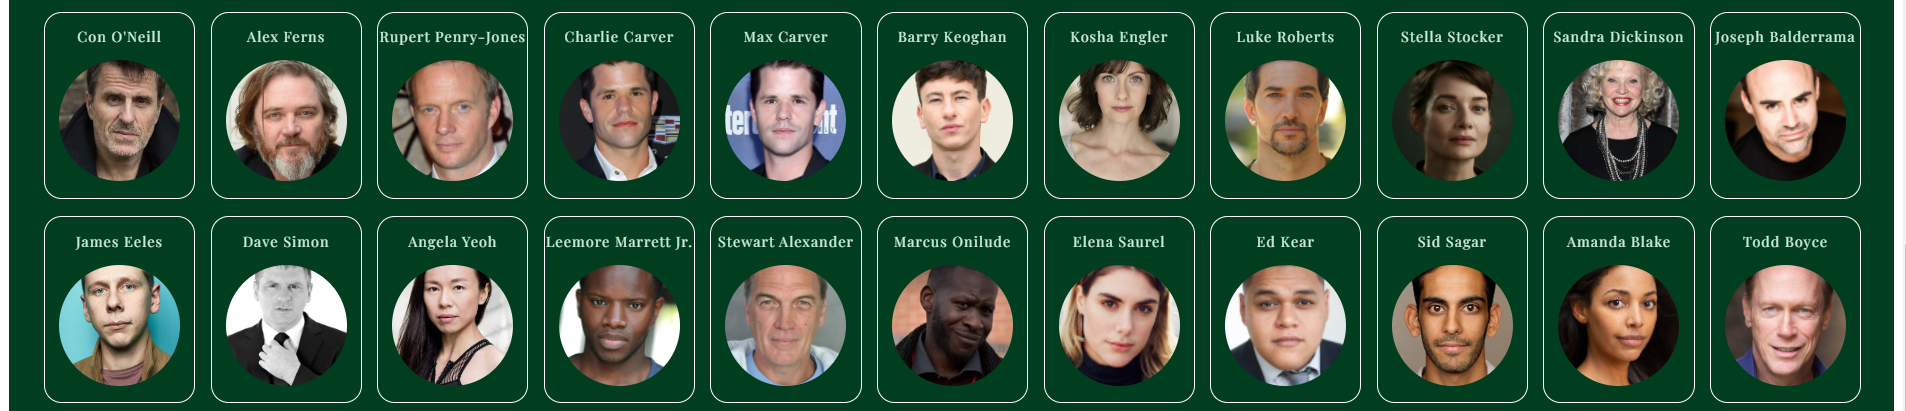 Con O'Neill
Alex Ferns
Rupert Penry-Jones
Charlie Carver
Max Carver
Barry Keoghan
Kosha Engler
Luke Roberts
Stella Stocker
Sandra Dickinson
Joseph Balderrama
ter
nt
James Eeles
Dave Simon
Angela Yeoh
Leemore Marrett Jr.
Stewart Alexander
Marcus Onilude
Elena Saurel
Ed Kear
Sid Sagar
Amanda Blake
Todd Boyce